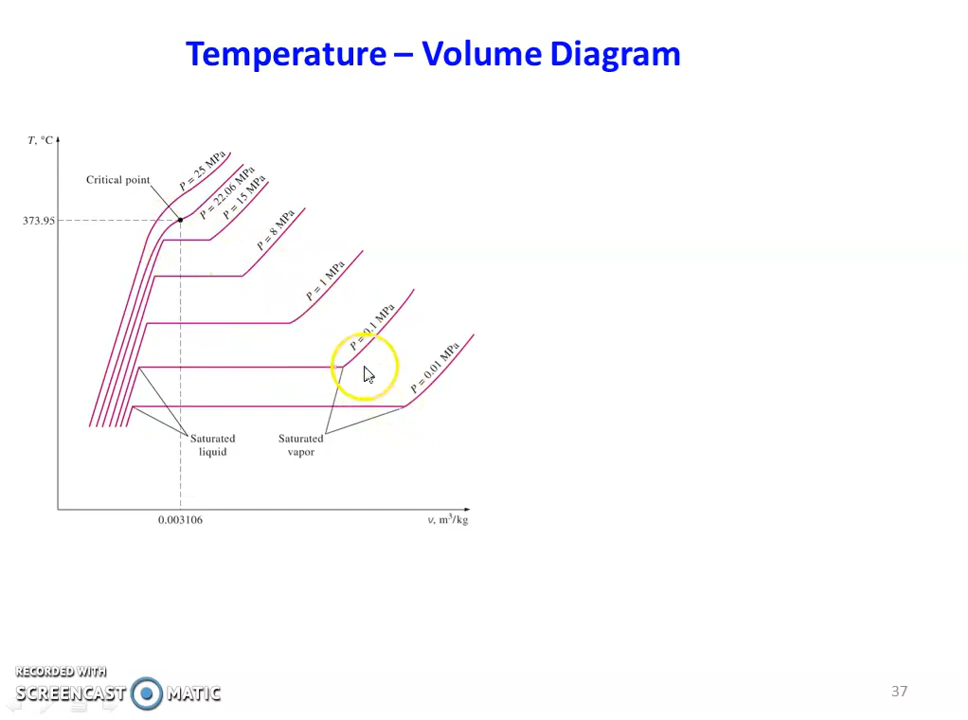 Temperature – Volume Diagram
T, °C
Critical point
P = 25 MPa
P = 22.06 MPa
P = 15 MPa
373.95
P = 8 MPa
P = 1 MPa
P = 0.1 MPa
P = 0.01 MPa
Saturated
liquid
Saturated
vapor
0.003106
v, m³/kg
RECORDED WITH
SCREENCAST MATIC
37